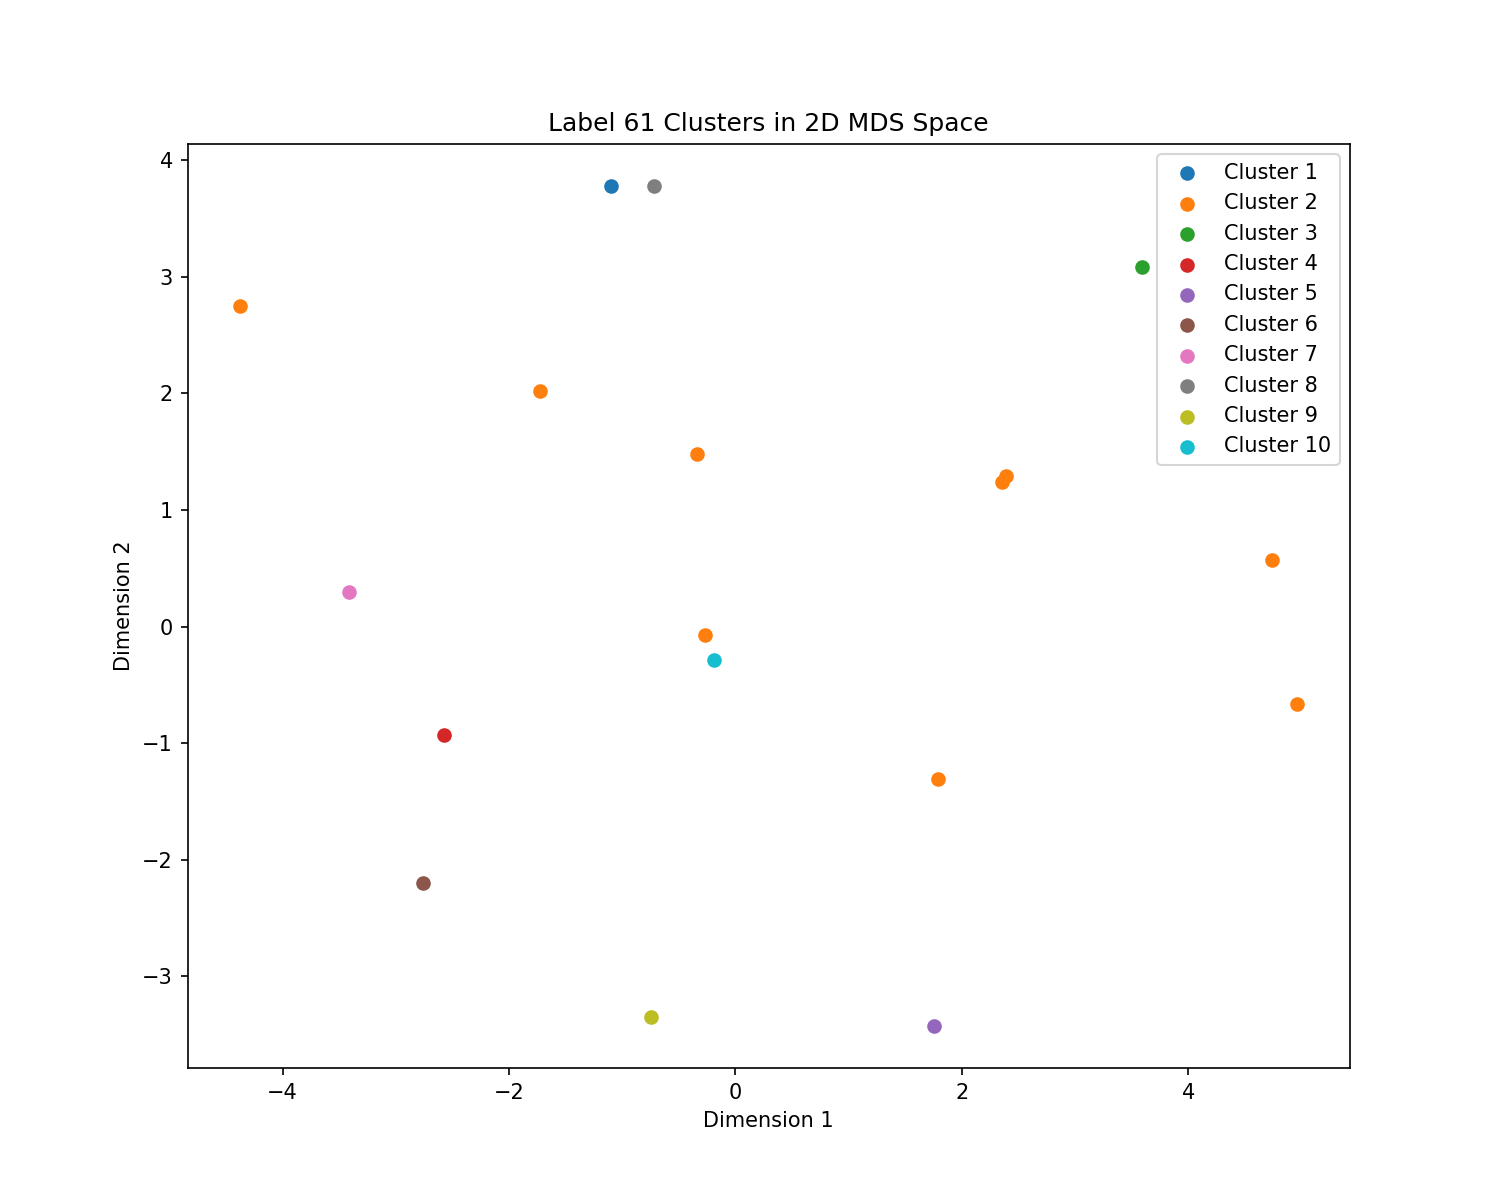 Label 61 Clusters in 2D MDS Space
Cluster 1
Cluster 2
Cluster 3
Cluster 4
Cluster 5
Cluster 6
Cluster 7
Cluster 8
Cluster 9
Cluster 10
4
3
2
1
0
−1
−2
−3
Dimension 2
−4
−2
0
2
4
Dimension 1